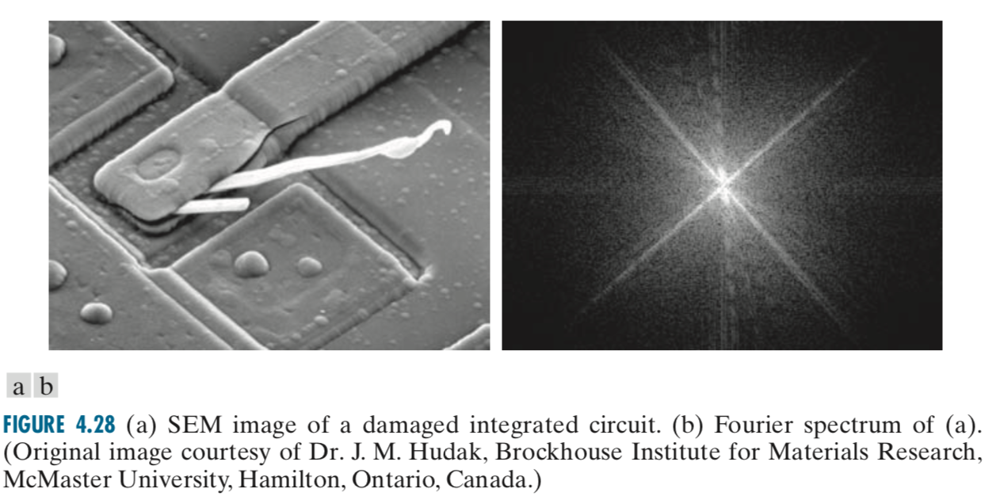 a b
FIGURE 4.28 (a) SEM image of a damaged integrated circuit. (b) Fourier spectrum of (a).
(Original image courtesy of Dr. J. M. Hudak, Brockhouse Institute for Materials Research,
McMaster University, Hamilton, Ontario, Canada.)